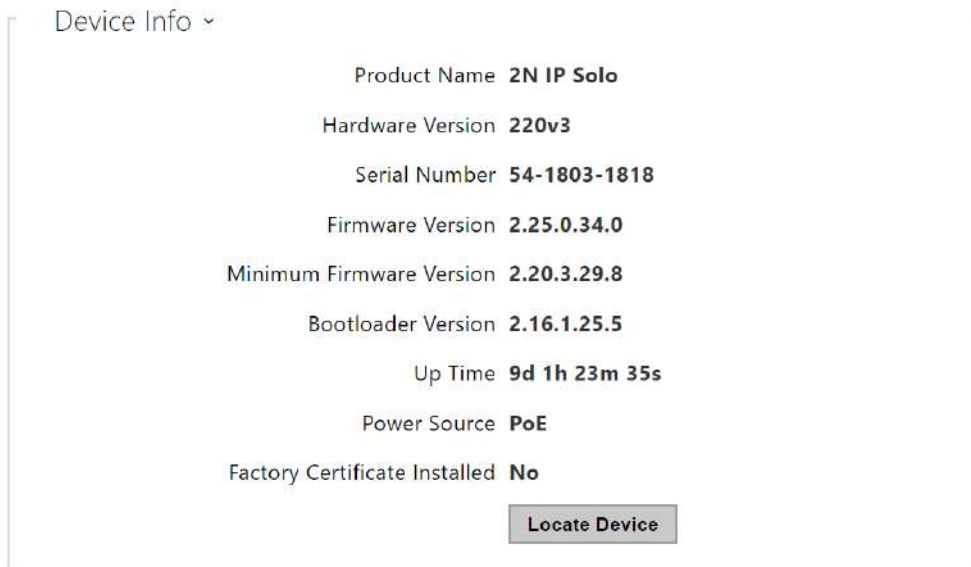 Device Info
Product Name 2N IP Solo
Hardware Version 220v3
Serial Number 54-1803-1818
Firmware Version 2.25.0.34.0
Minimum Firmware Version 2.20.3.29.8
Bootloader Version 2.16.1.25.5
Up Time 9d 1h 23m 35s
Power Source PoE
Factory Certificate Installed No
Locate Device